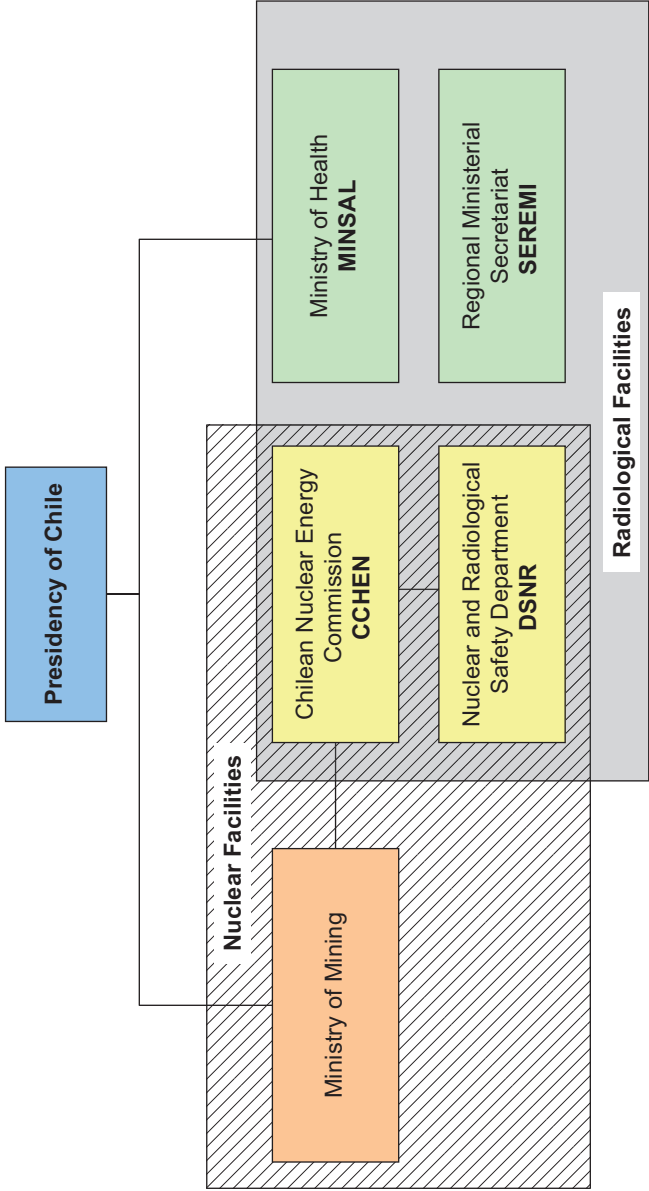 Presidency of Chile
Nuclear Facilities
Ministry of Mining
Chilean Nuclear Energy
Commission
CCHEN
Ministry of Health
MINSAL
Nuclear and Radiological
Safety Department
DSNR
Regional Ministerial
Secretariat
SEREMI
Radiological Facilities